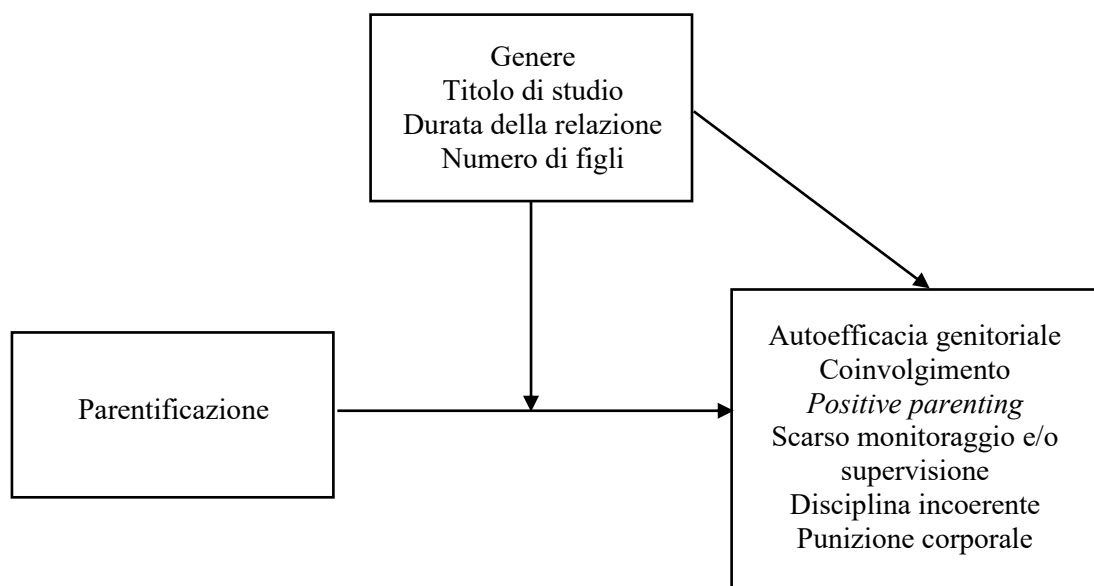 Genere
Titolo di studio
Durata della relazione
Numero di figli
Parentificazione
Autoefficacia genitoriale
Coinvolgimento
Positive parenting
Scarso monitoraggio e/o
supervisione
Disciplina incoerente
Punizione corporale